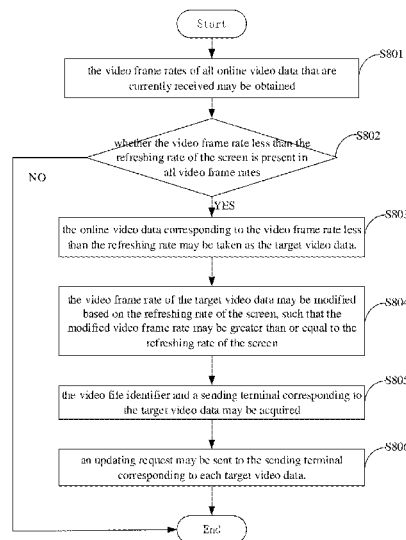 Start
S801
the video frame rates of all online video data that are
currently received may be obtained
S802
whether the video frame rate less than the
refreshing rate of the screen is present in
all video frame rates
NO
YES
S803
the online video data corresponding to the video frame rate less
than the refreshing rate may be taken as the target video data.
S804
the video frame rate of the target video data may be modified
based on the refreshing rate of the screen, such that the
modified video frame rate may be greater than or equal to the
refreshing rate of the screen
S805
the video file identifier and a sending terminal corresponding to
the target video data may be acquired
S806
an updating request may be sent to the sending terminal
corresponding to each target video data.
End